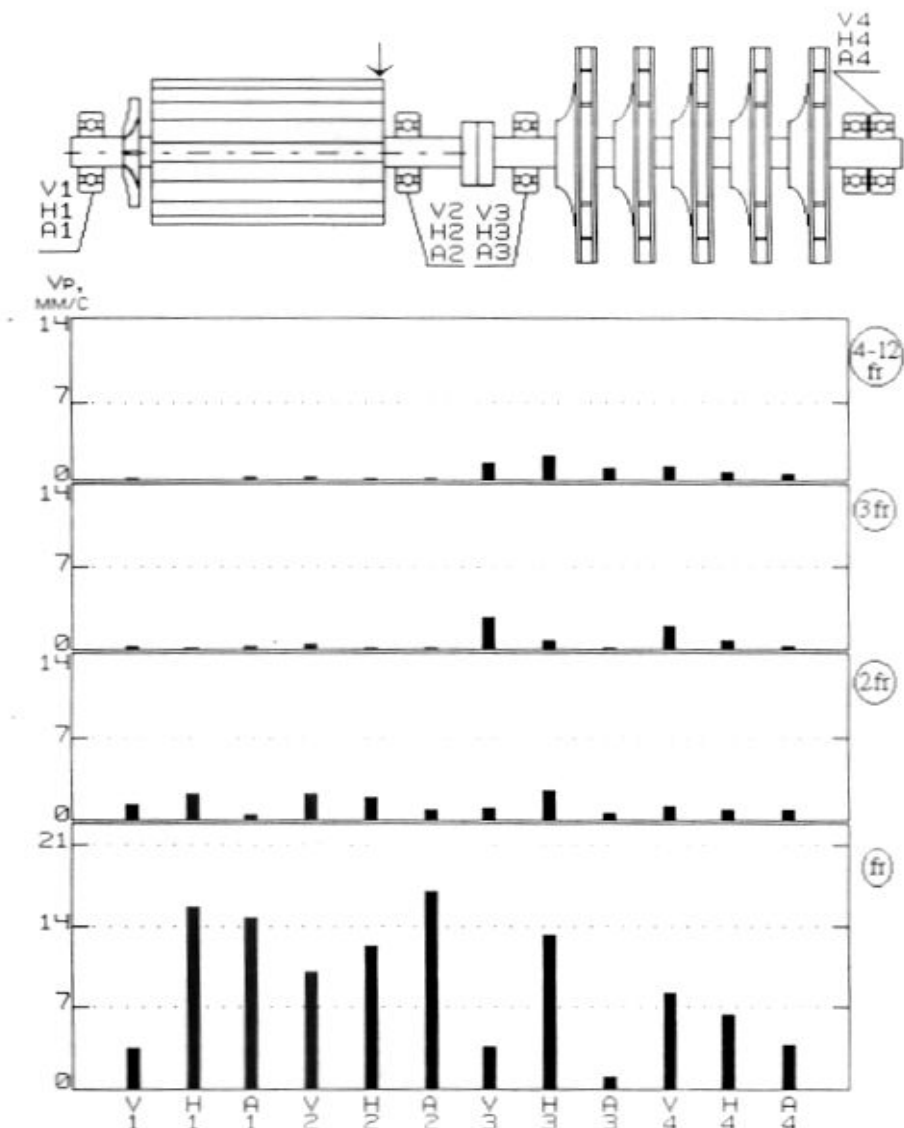 V4
H4
A4
V1
H1
A1
V2 V3
H2 H3
A2 A3
Vp,
MM/C
14
7
0
4-12
fr
14
7
0
3fr
14
7
0
2fr
21
14
7
0
fr
V H A V H A V H A V H A
1 1 1 2 2 2 3 3 3 4 4 4